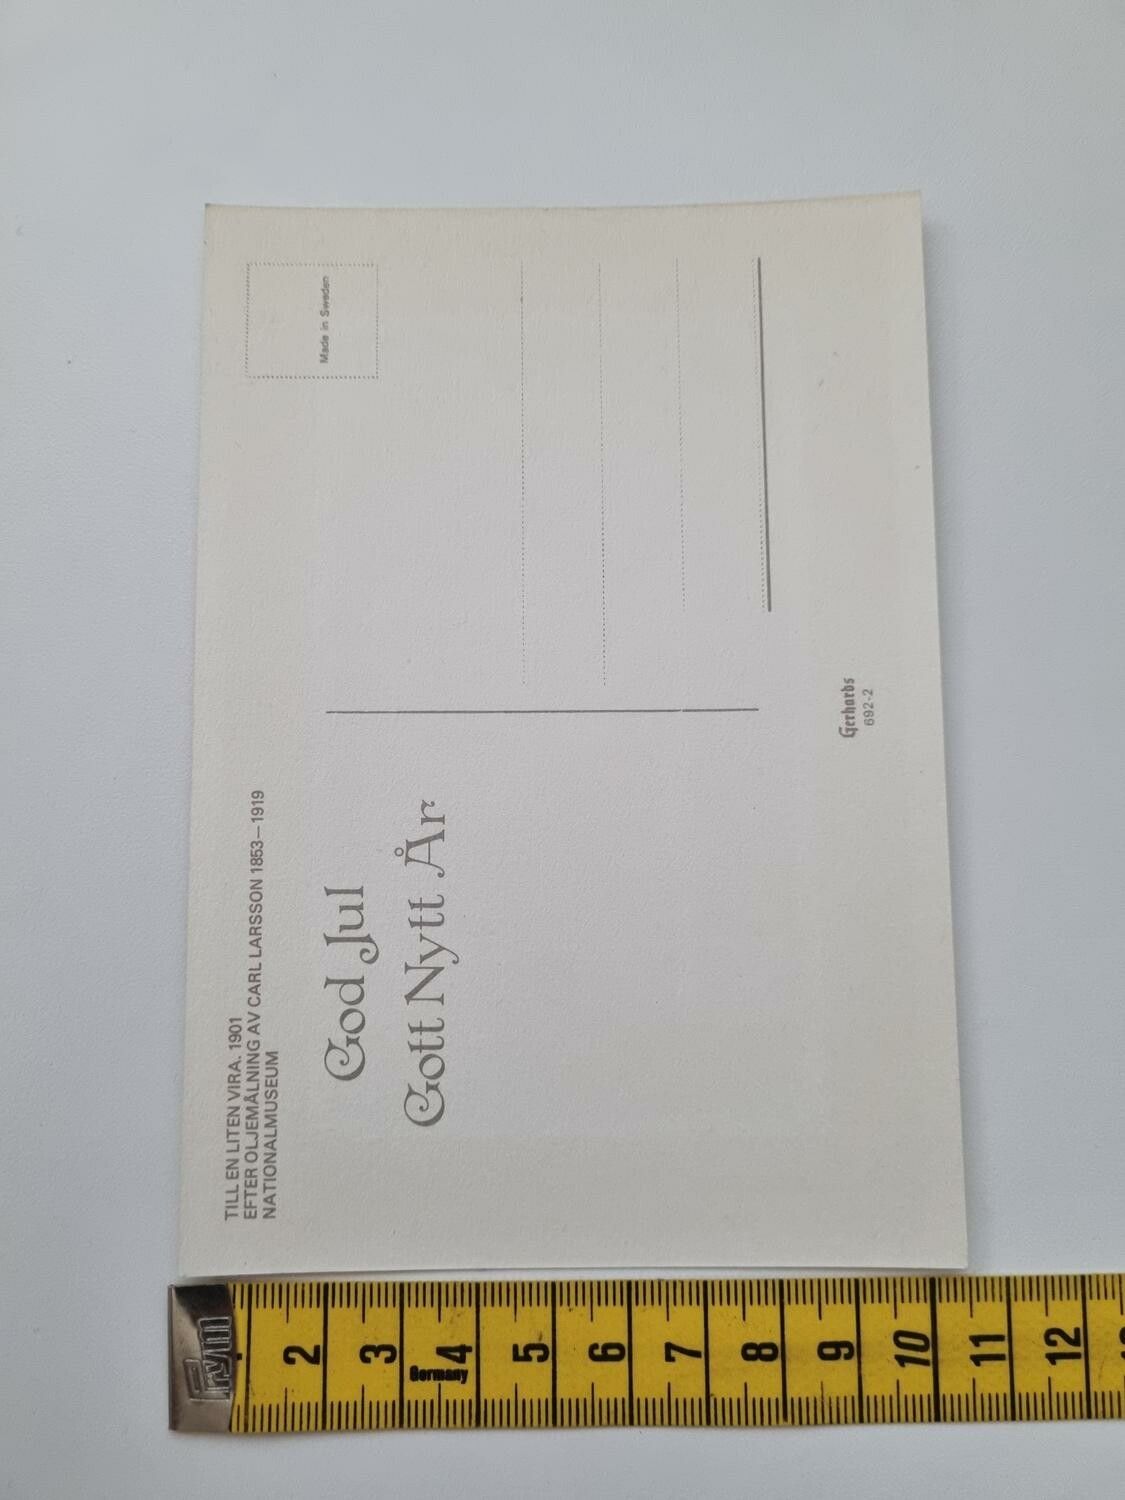 TILL EN LITEN VIRA. 1901
EFTER OLJEMÅLNING AV CARL LARSSON 1853—1919
NATIONALMUSEUM
Made in Sweden
God Jul
Gott Nytt År
Gerhards
692-2
Prym
2 3 4 5 6 7 8 9 10 11 12
Germany